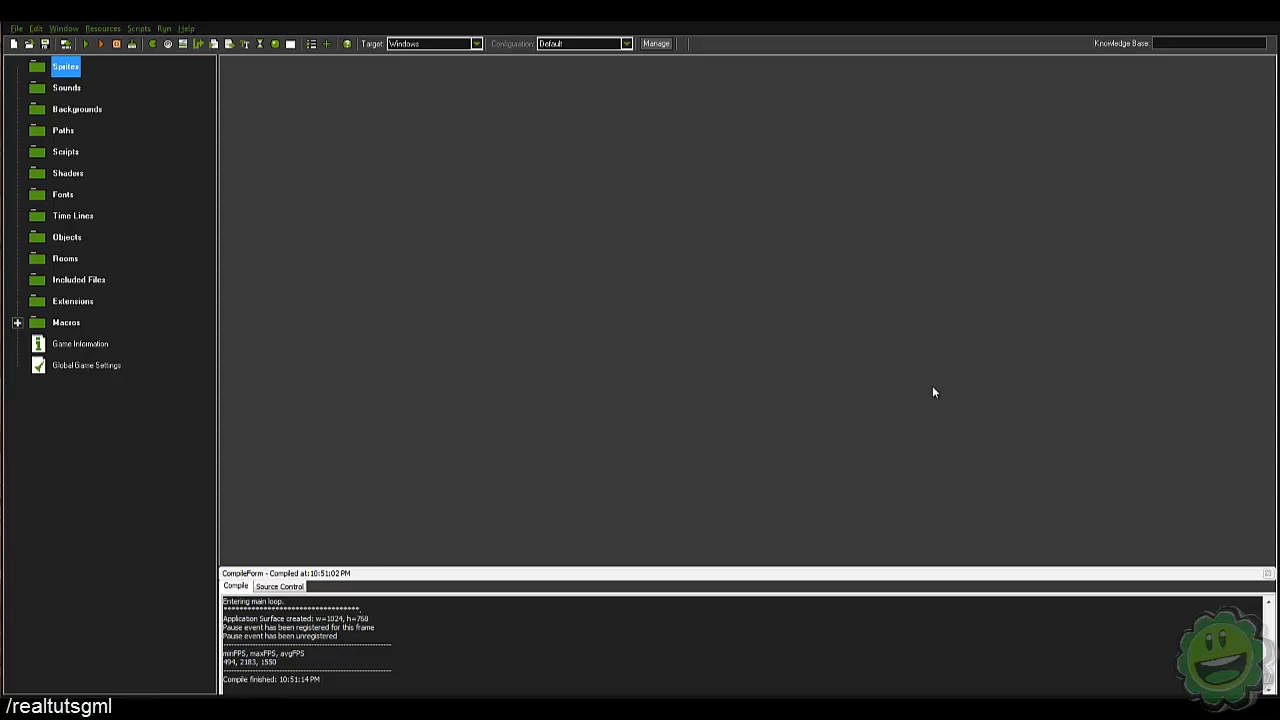 File Edit Window Resources Scripts Run Help
Target: Windows Configuration: Default Manage Knowledge Base:
Sprites
Sounds
Backgrounds
Paths
Scripts
Shaders
Fonts
Time Lines
Objects
Rooms
Included Files
Extensions
Macros
Game Information
Global Game Settings
CompileForm - Compiled at:10:51:02 PM
Compile Source Control
Entering main loop.
***********************************.
Application Surface created: w=1024, h=768
Pause event has been registered for this frame
Pause event has been unregistered
minFPS, maxFPS, avgFPS
494, 2183, 1550
Compile finished: 10:51:14 PM
/realtutsgml